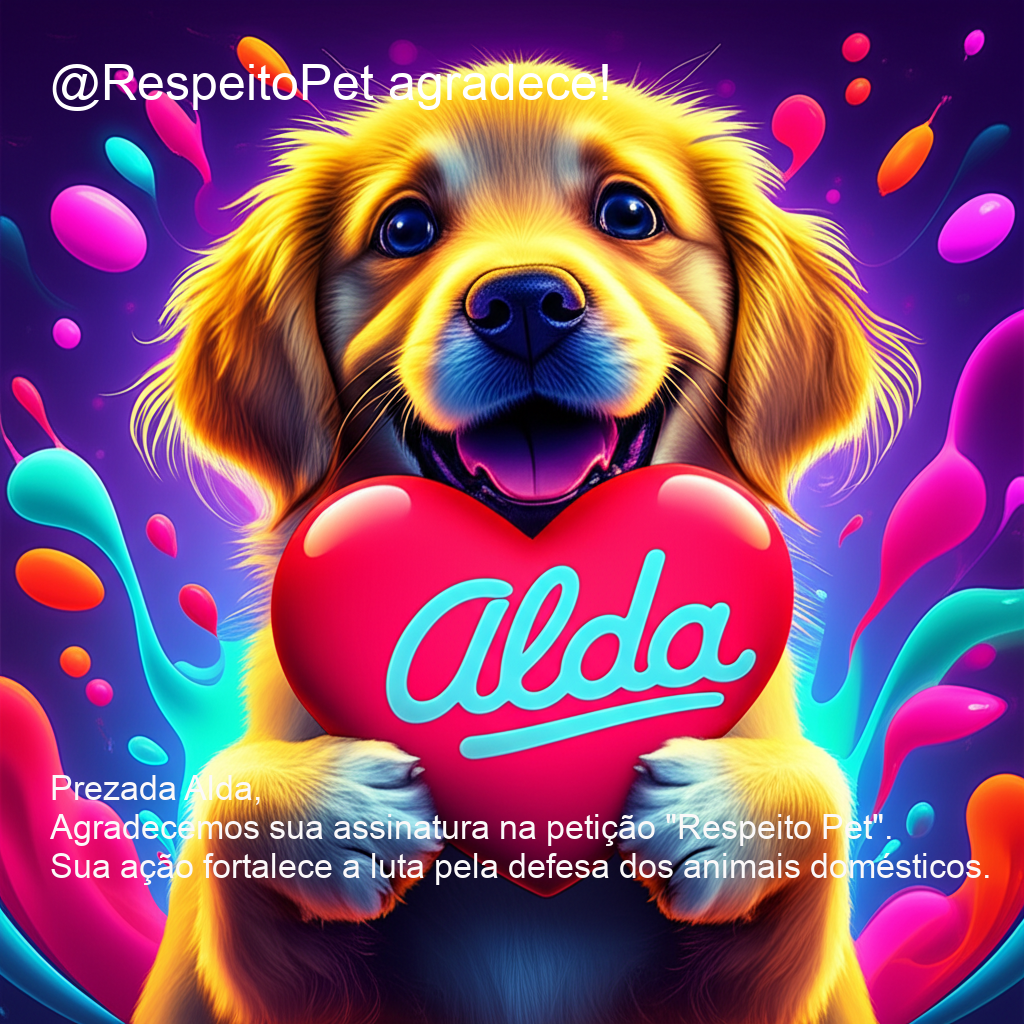 @RespeitoPet agradece!
Alda
Prezada Alda,
Agradecemos sua assinatura na petição "Respeito Pet".
Sua ação fortalece a luta pela defesa dos animais domésticos.